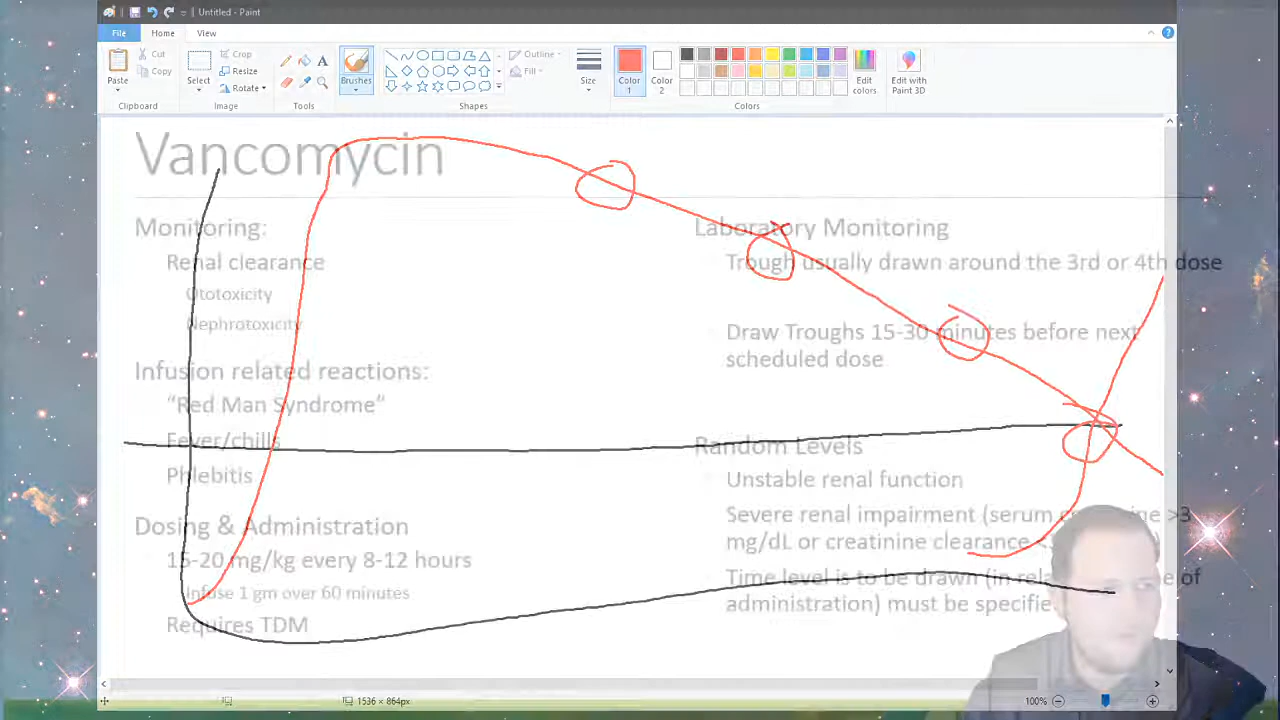 Untitled - Paint
File
Home
View
Paste
Cut
Copy
Clipboard
Select
Crop
Resize
Rotate
Image
A
Tools
Brushes
Outline
Fill
Shapes
Size
Color 1
Color 2
Edit colors
Colors
Edit with Paint 3D
Vancomycin
Monitoring:
Renal clearance
Ototoxicity
Nephrotoxicity
Infusion related reactions:
"Red Man Syndrome"
Fever/chills
Phlebitis
Dosing & Administration
15-20 mg/kg every 8-12 hours
Infuse 1 gm over 60 minutes
Requires TDM
Laboratory Monitoring
Trough usually drawn around the 3rd or 4th dose
Draw Troughs 15-30 minutes before next
scheduled dose
Random Levels
Unstable renal function
Severe renal impairment (serum >3
mg/dL or creatinine clearance
Time level is to be drawn (in of
administration) must be
1536 × 864px
100%